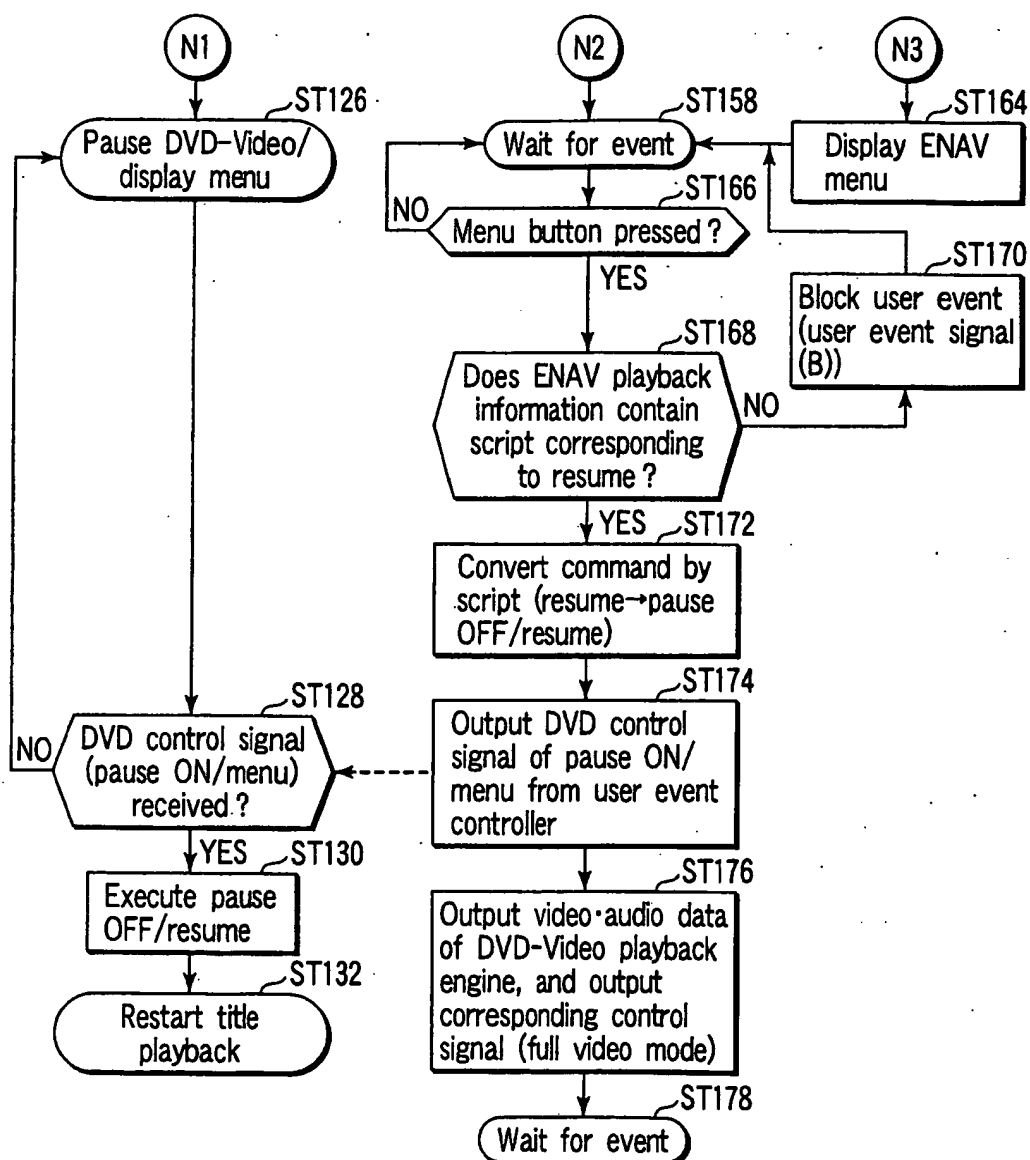 N1
ST126
Pause DVD-Video/
display menu
NO
ST128
DVD control signal
(pause ON/menu)
received ?
YES
ST130
Execute pause
OFF/resume
ST132
Restart title
playback
N2
ST158
Wait for event
ST166
NO
Menu button pressed ?
YES
ST168
Does ENAV playback
information contain
script corresponding
to resume ?
NO
YES
ST172
Convert command by
script (resume→pause
OFF/resume)
ST174
Output DVD control
signal of pause ON/
menu from user event
controller
ST176
Output video·audio data
of DVD-Video playback
engine, and output
corresponding control
signal (full video mode)
ST178
Wait for event
N3
ST164
Display ENAV
menu
ST170
Block user event
(user event signal
(B))